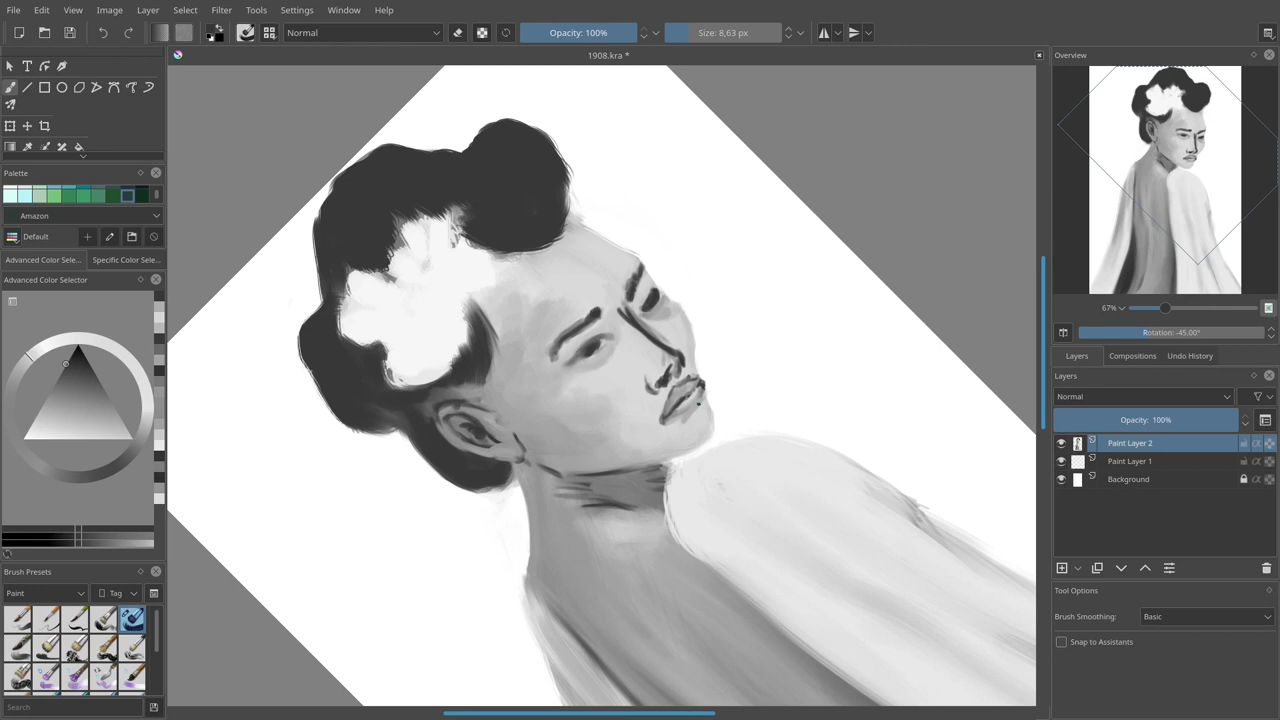 File Edit View Image Layer Select Filter Tools Settings Window Help
Normal
Opacity: 100%
Size: 8,63 px
1908.kra *
Overview
67%
Rotation: -45,00°
Palette
Amazon
Default
Advanced Color Sele...
Specific Color Sele...
Advanced Color Selector
Brush Presets
Paint
Tag
Search
Layers
Compositions
Undo History
Layers
Normal
Opacity: 100%
Paint Layer 2
Paint Layer 1
Background
Tool Options
Brush Smoothing:
Basic
Snap to Assistants